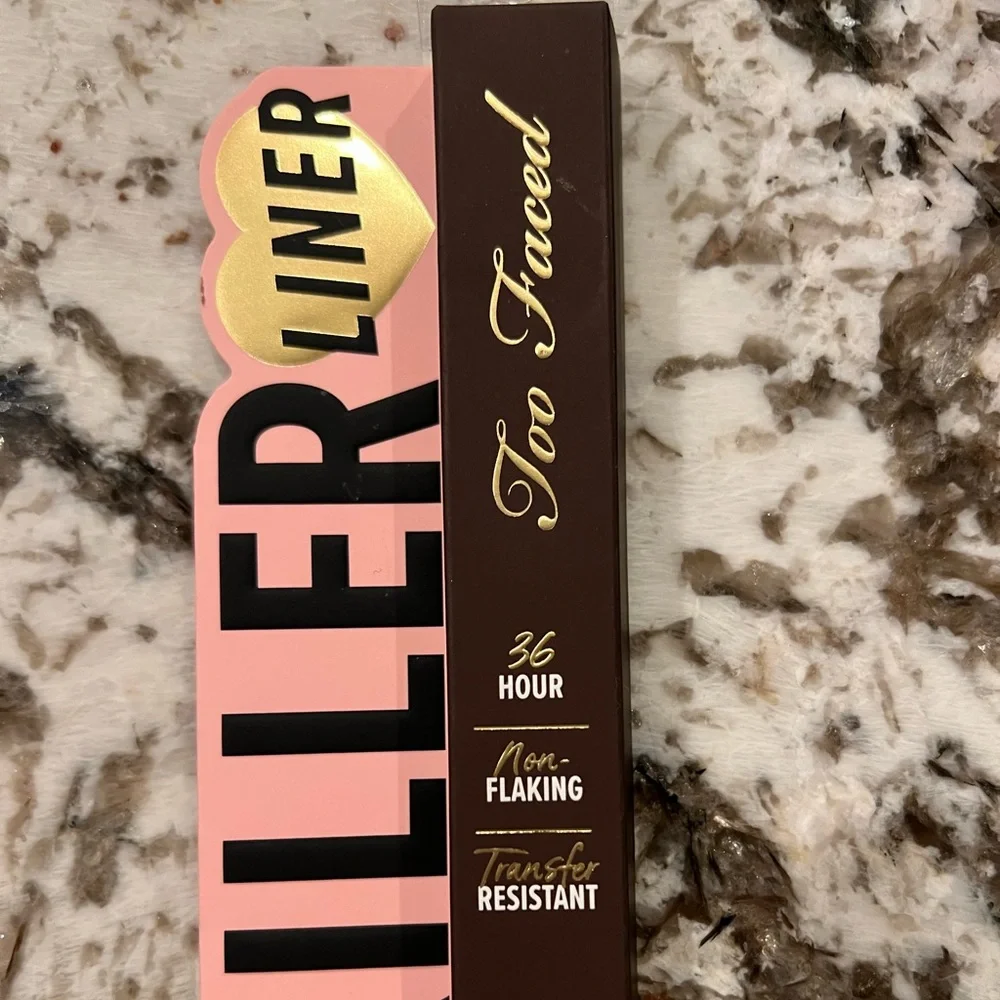 ILLER
LINER
Too Faced
36
HOUR
Non-
FLAKING
Transfer
RESISTANT